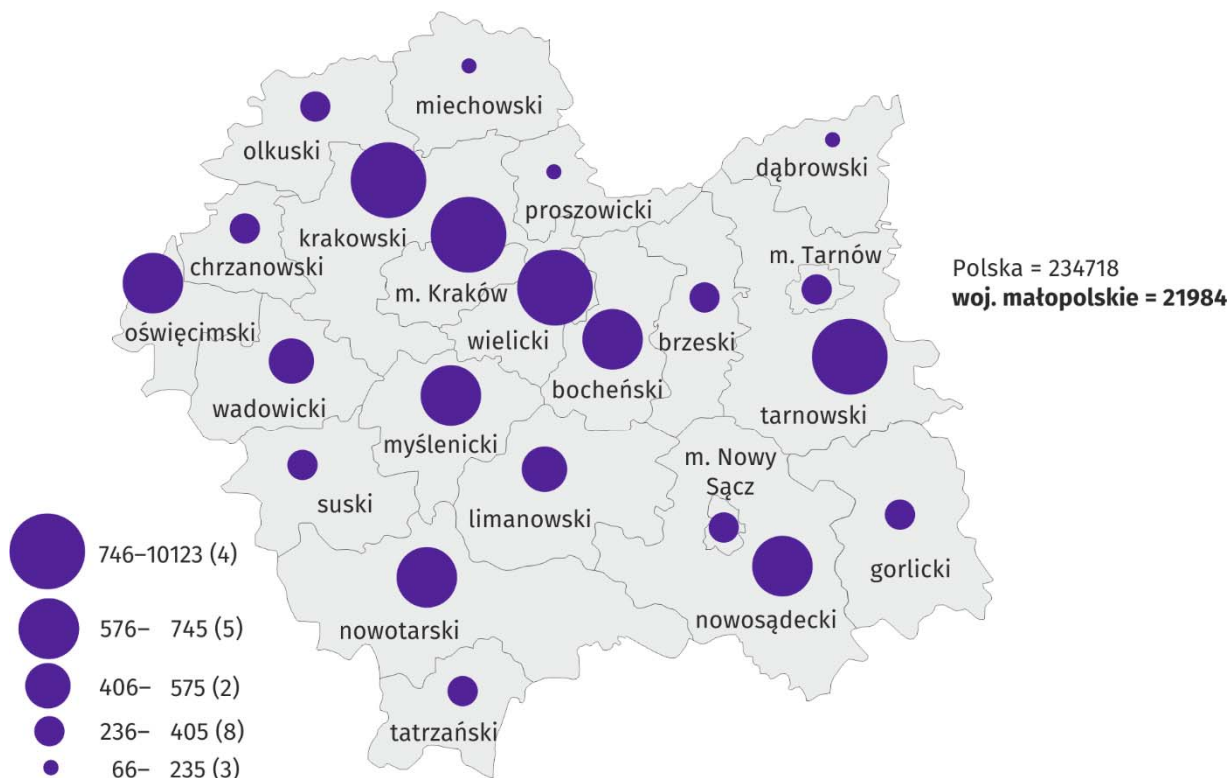 miechowski
olkuski
dąbrowski
proszowicki
krakowski
chrzanowski
m. Tarnów
Polska = 234718
woj. małopolskie = 21984
m. Kraków
oświęcimski
wielicki
brzeski
bocheński
wadowicki
tarnowski
myślenicki
m. Nowy
Sącz
suski
limanowski
gorlicki
nowosądecki
nowotarski
tatrzański
746–10123 (4)
576– 745 (5)
406– 575 (2)
236– 405 (8)
66– 235 (3)